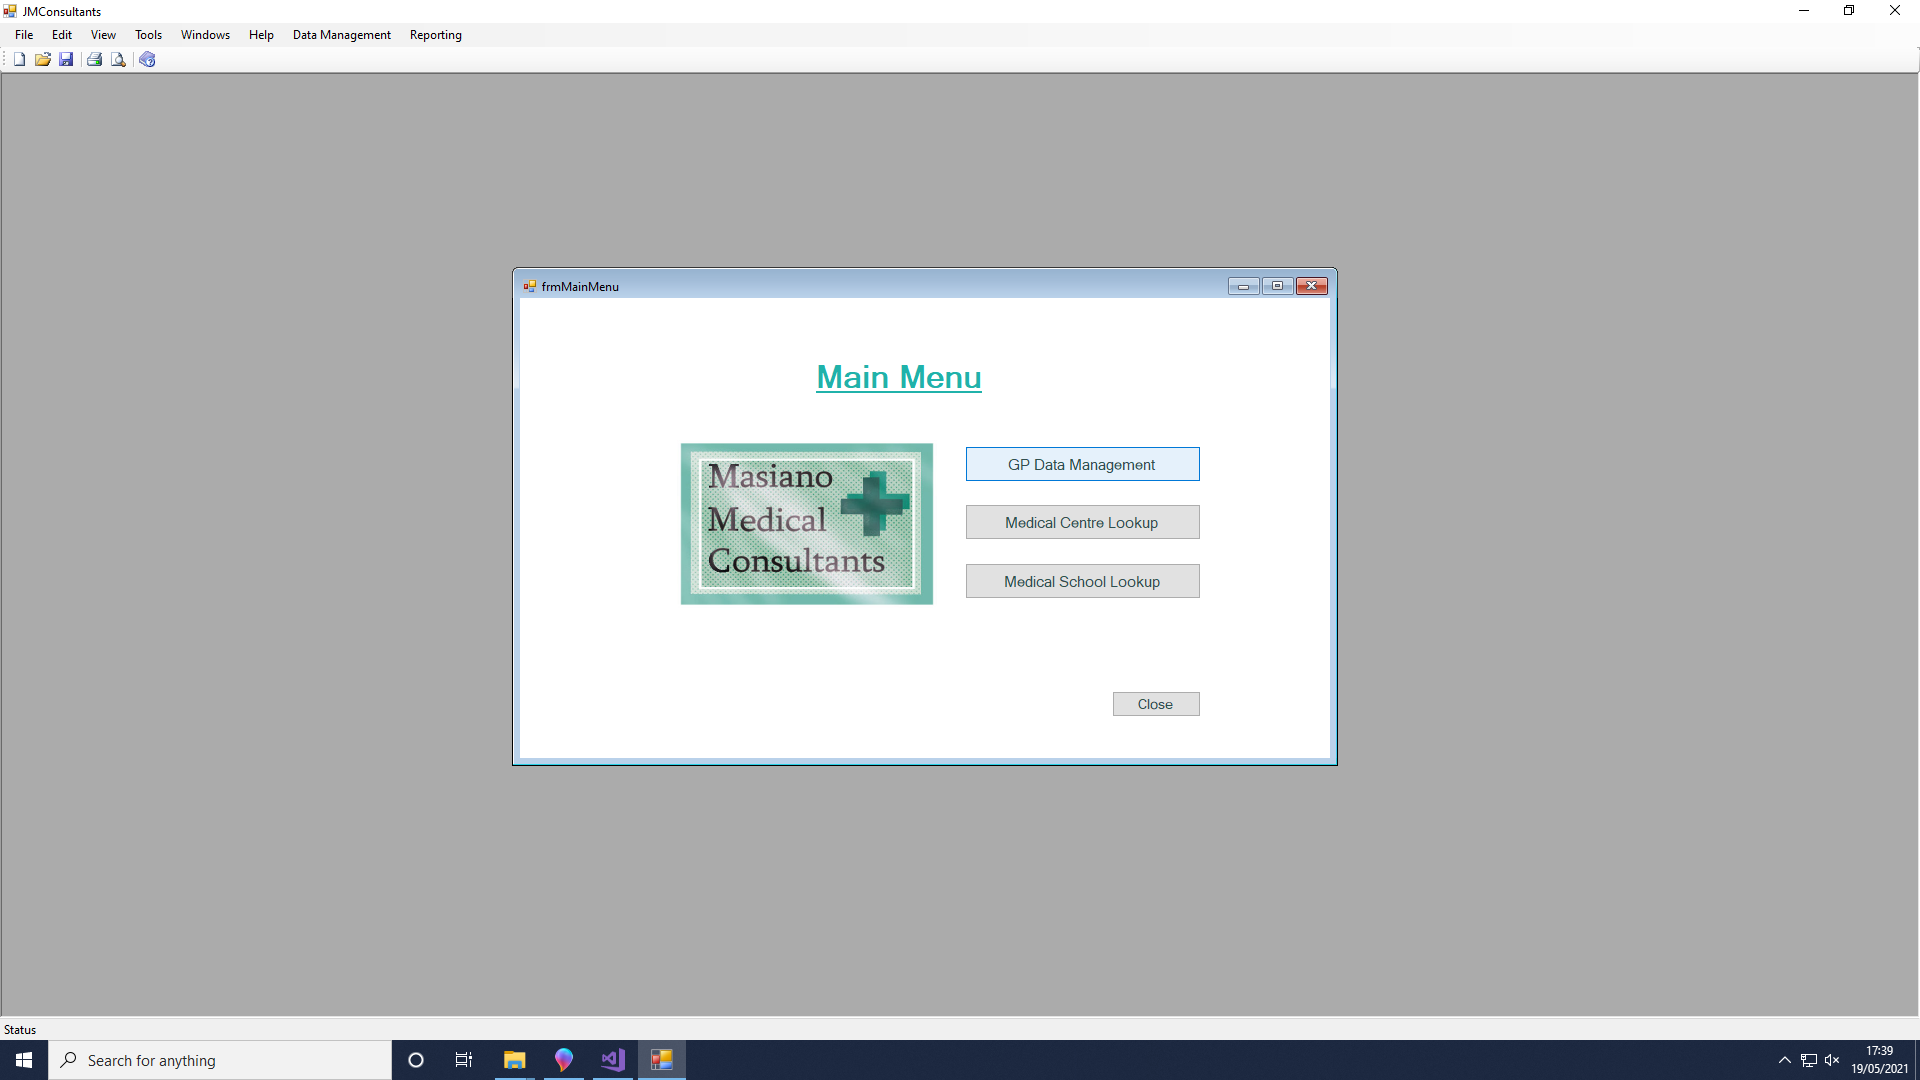 JMConsultants
File Edit View Tools Windows Help Data Management Reporting
frmMainMenu
Main Menu
Masiano
Medical
Consultants
GP Data Management
Medical Centre Lookup
Medical School Lookup
Close
Status
Search for anything
17:39
19/05/2021